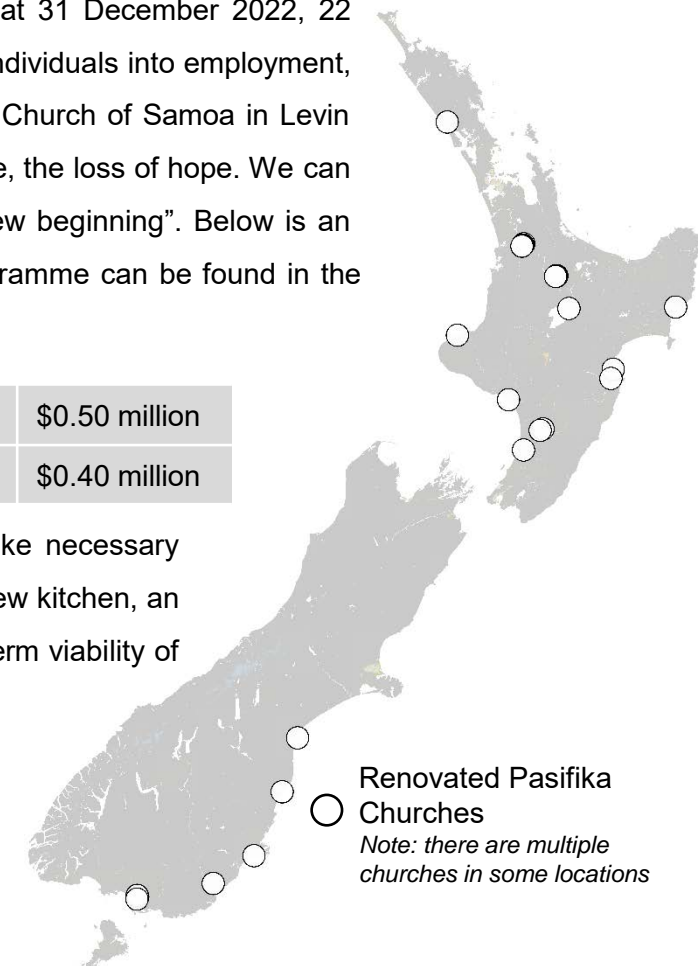 at 31 December 2022, 22
ndividuals into employment,
Church of Samoa in Levin
e, the loss of hope. We can
ew beginning”. Below is an
ramme can be found in the
$0.50 million
$0.40 million
ke necessary
ew kitchen, an
erm viability of
Renovated Pasifika
Churches
Note: there are multiple
churches in some locations